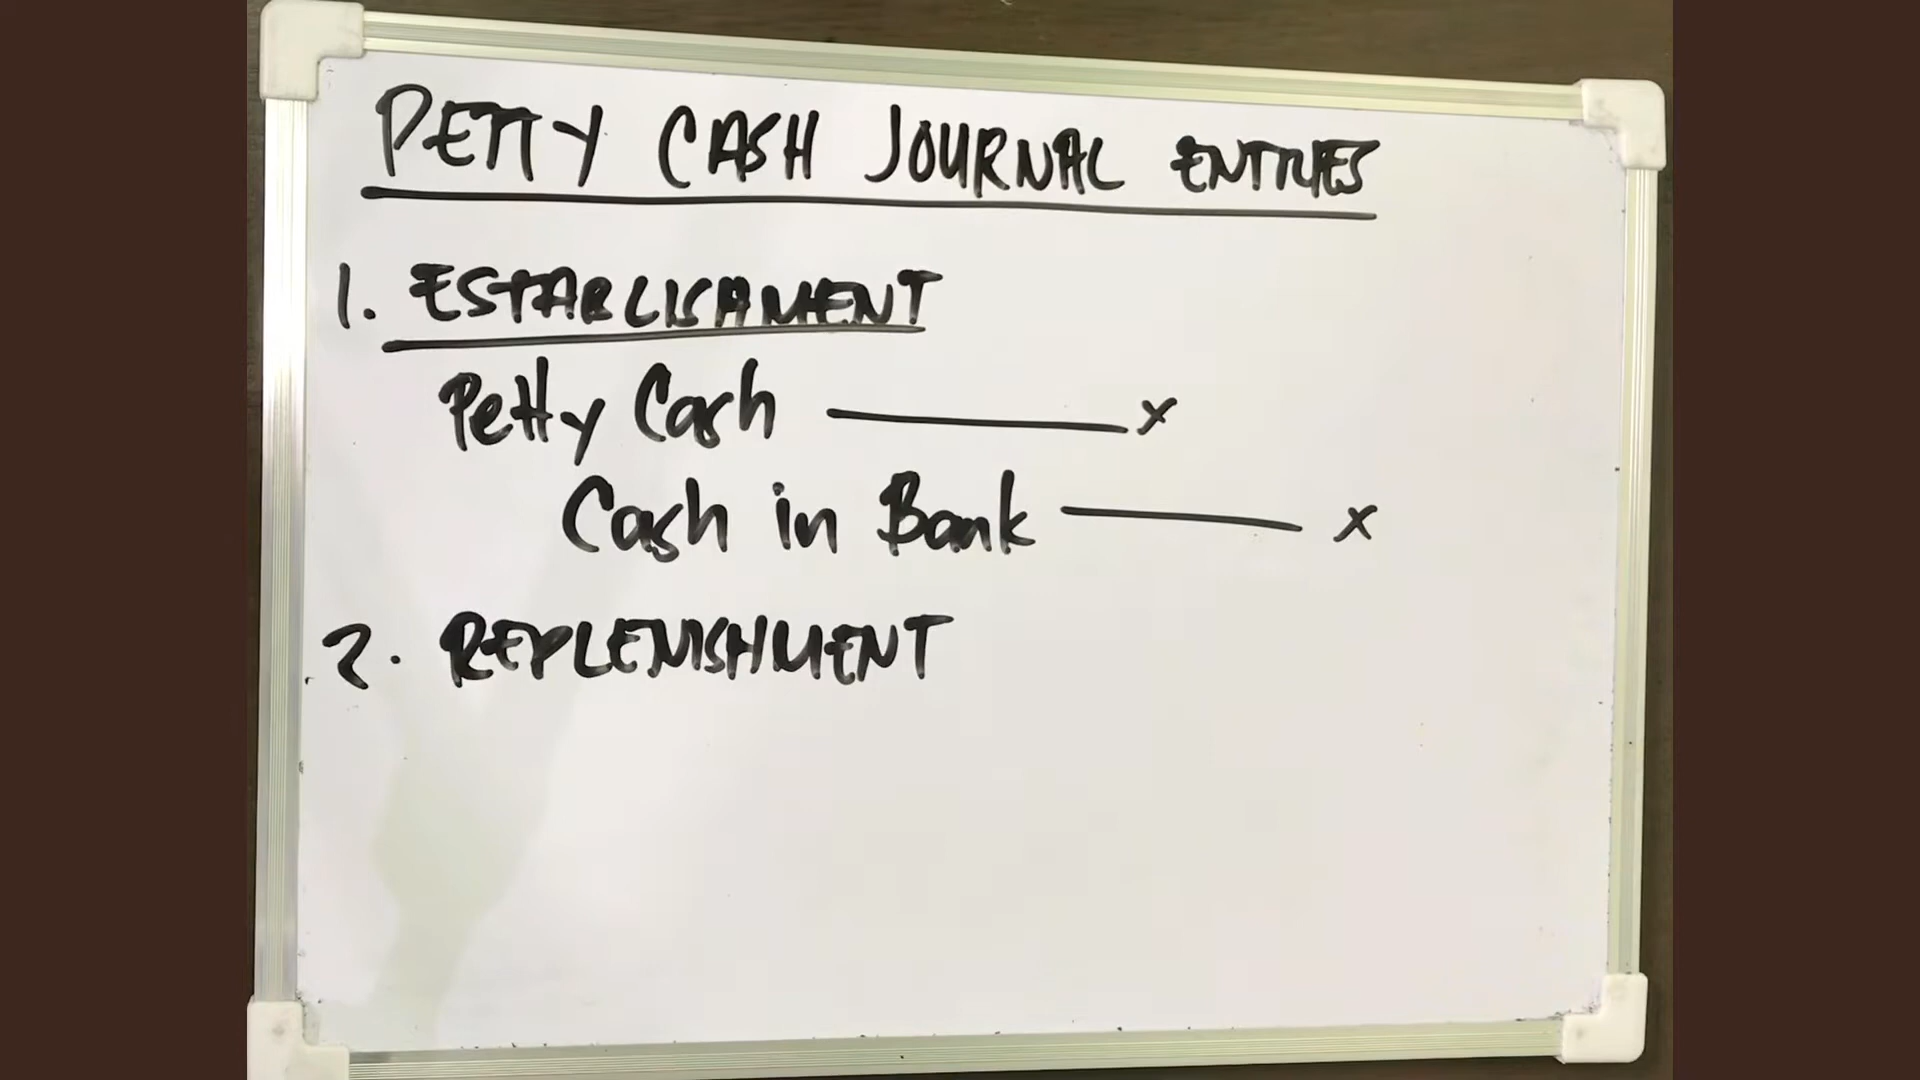 PETTY CASH JOURNAL ENTRIES
1. ESTABLISHMENT
Petty Cash ———— x
Cash in Bank ———— x
2. REPLENISHMENT